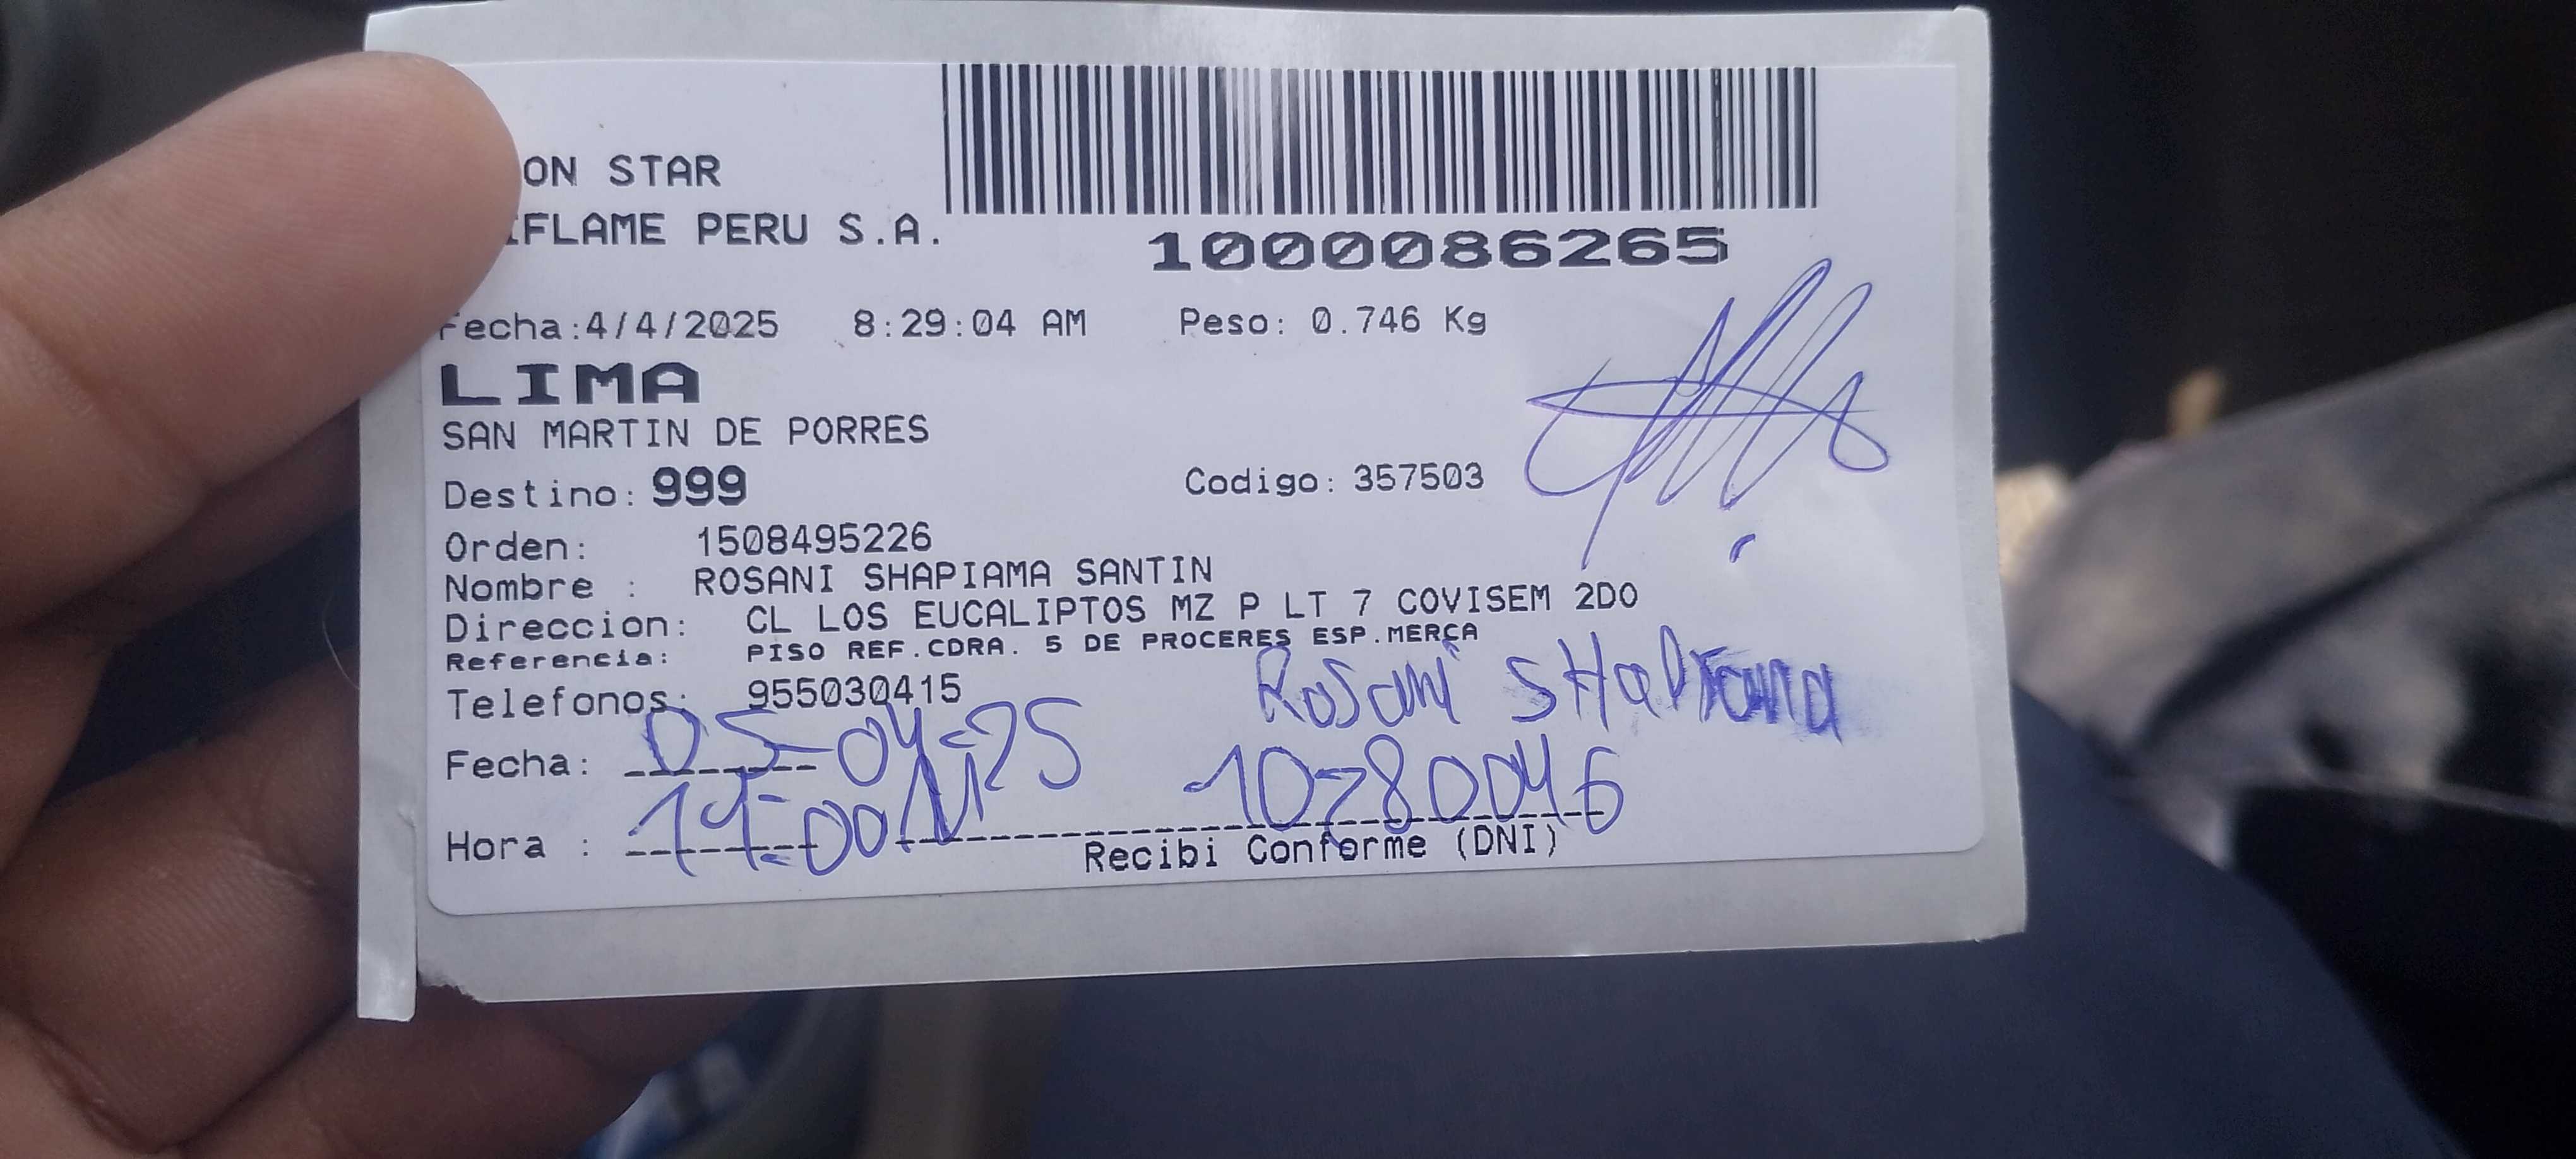 ON STAR
FLAME PERU S.A.
1000086265
Fecha:4/4/2025 8:29:04 AM Peso: 0.746 Kg
LIMA
SAN MARTIN DE PORRES
Destino: 999 Codigo: 357503
Orden: 1508495226
Nombre : ROSANI SHAPIAMA SANTIN
Direccion: CL LOS EUCALIPTOS MZ P LT 7 COVISEM 2DO
Referencia: PISO REF.CDRA. 5 DE PROCERES ESP.MERCA
Telefonos: 955030415
Rosani
Fecha: 05-04-25 10780046
Hora :
Recibi Conforme (DNI)